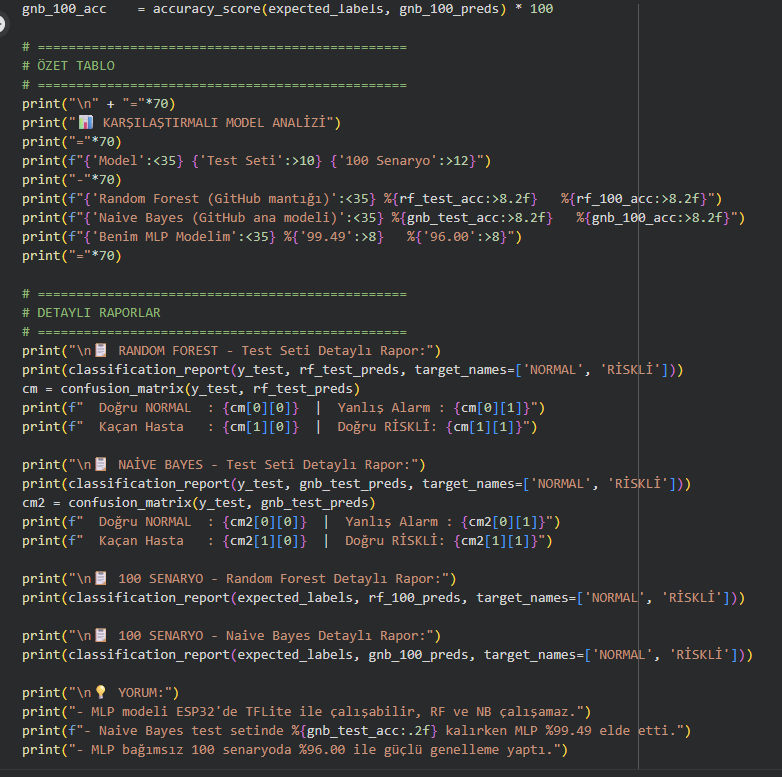 gnb_100_acc    = accuracy_score(expected_labels, gnb_100_preds) * 100
# ================================================
# ÖZET TABLO
# ================================================
print("\n" + "="*70)
print("📊 KARŞILAŞTIRMALI MODEL ANALİZİ")
print("="*70)
print(f"{'Model':<35} {'Test Seti':>10} {'100 Senaryo':>12}")
print("-"*70)
print(f"{'Random Forest (GitHub mantığı)':<35} %{rf_test_acc:>8.2f}   %{rf_100_acc:>8.2f}")
print(f"{'Naive Bayes (GitHub ana modeli)':<35} %{gnb_test_acc:>8.2f}   %{gnb_100_acc:>8.2f}")
print(f"{'Benim MLP Modelim':<35} %{'99.49':>8}   %{'96.00':>8}")
print("="*70)
# ================================================
# DETAYLI RAPORLAR
# ================================================
print("\n📋 RANDOM FOREST - Test Seti Detaylı Rapor:")
print(classification_report(y_test, rf_test_preds, target_names=['NORMAL', 'RİSKLİ']))
cm = confusion_matrix(y_test, rf_test_preds)
print(f"  Doğru NORMAL  : {cm[0][0]}  |  Yanlış Alarm : {cm[0][1]}")
print(f"  Kaçan Hasta   : {cm[1][0]}  |  Doğru RİSKLİ: {cm[1][1]}")
print("\n📋 NAİVE BAYES - Test Seti Detaylı Rapor:")
print(classification_report(y_test, gnb_test_preds, target_names=['NORMAL', 'RİSKLİ']))
cm2 = confusion_matrix(y_test, gnb_test_preds)
print(f"  Doğru NORMAL  : {cm2[0][0]}  |  Yanlış Alarm : {cm2[0][1]}")
print(f"  Kaçan Hasta   : {cm2[1][0]}  |  Doğru RİSKLİ: {cm2[1][1]}")
print("\n📋 100 SENARYO - Random Forest Detaylı Rapor:")
print(classification_report(expected_labels, rf_100_preds, target_names=['NORMAL', 'RİSKLİ']))
print("\n📋 100 SENARYO - Naive Bayes Detaylı Rapor:")
print(classification_report(expected_labels, gnb_100_preds, target_names=['NORMAL', 'RİSKLİ']))
print("\n💡 YORUM:")
print("- MLP modeli ESP32'de TFLite ile çalışabilir, RF ve NB çalışamaz.")
print(f"- Naive Bayes test setinde %{gnb_test_acc:.2f} kalırken MLP %99.49 elde etti.")
print("- MLP bağımsız 100 senaryoda %96.00 ile güçlü genelleme yaptı.")